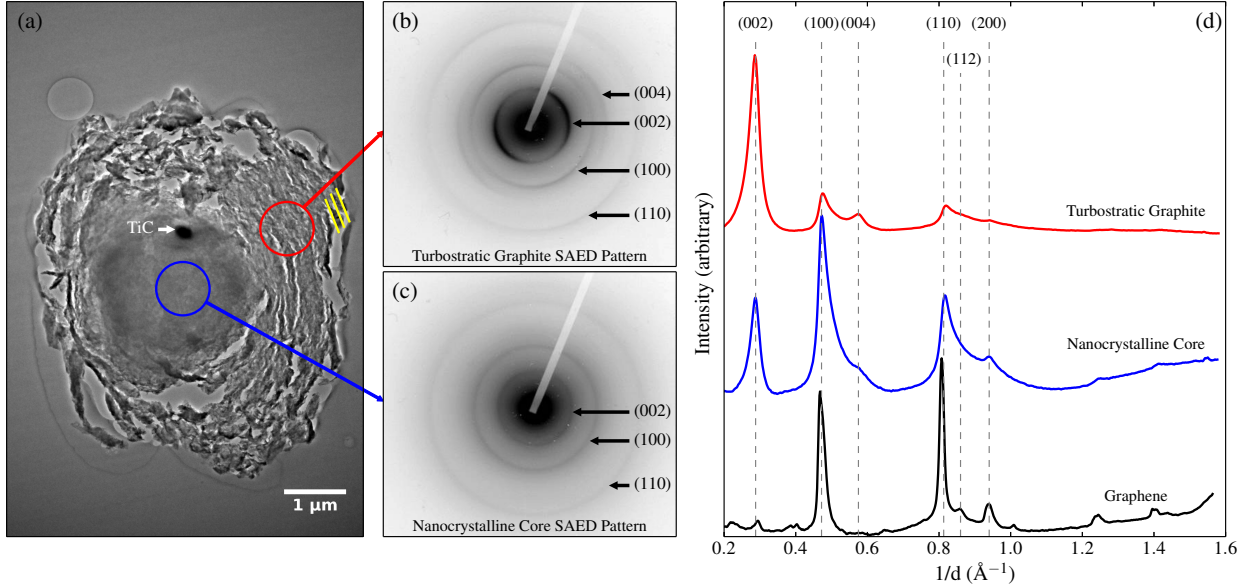 (a)
TiC
1 μm
(b)
(004)
(002)
(100)
(110)
Turbostratic Graphite SAED Pattern
(c)
(002)
(100)
(110)
Nanocrystalline Core SAED Pattern
(d)
(002) (100) (004) (110) (200)
(112)
Turbostratic Graphite
Nanocrystalline Core
Graphene
Intensity (arbitrary)
0.2 0.4 0.6 0.8 1.0 1.2 1.4 1.6
1/d (Å⁻¹)